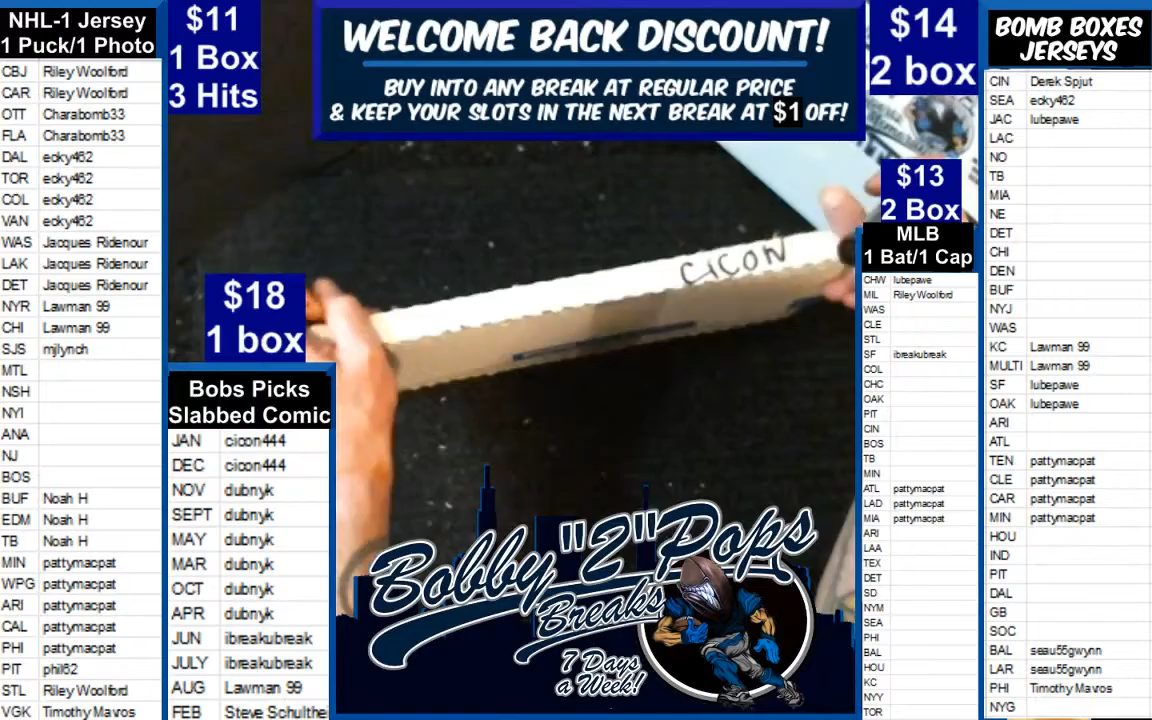 NHL-1 Jersey
1 Puck/1 Photo
CBJ Riley Woolford
CAR Riley Woolford
OTT Charabomb33
FLA Charabomb33
DAL ecky462
TOR ecky462
COL ecky462
VAN ecky462
WAS Jacques Ridenour
LAK Jacques Ridenour
DET Jacques Ridenour
NYR Lawman 99
CHI Lawman 99
SJS mjlynch
MTL
NSH
NYI
ANA
NJ
BOS
BUF Noah H
EDM Noah H
TB Noah H
MIN pattymacpat
WPG pattymacpat
ARI pattymacpat
CAL pattymacpat
PHI pattymacpat
PIT phil62
STL Riley Woolford
VGK Timothy Mavros
$11
1 Box
3 Hits
$18
1 box
Bobs Picks
Slabbed Comic
JAN cicon444
DEC cicon444
NOV dubnyk
SEPT dubnyk
MAY dubnyk
MAR dubnyk
OCT dubnyk
APR dubnyk
JUN ibreakubreak
JULY ibreakubreak
AUG Lawman 99
FEB Steve Schulthe
WELCOME BACK DISCOUNT!
BUY INTO ANY BREAK AT REGULAR PRICE
& KEEP YOUR SLOTS IN THE NEXT BREAK AT $1 OFF!
CICON
Bobby "2" Pops
Breaks
7 Days
a Week!
$14
2 box
$13
2 Box
MLB
1 Bat/1 Cap
CHW lubepawe
MIL Riley Woolford
WAS
CLE
STL
SF ibreakubreak
COL
CHC
OAK
PIT
CIN
BOS
TB
MIN
ATL pattymacpat
LAD pattymacpat
MIA pattymacpat
ARI
LAA
TEX
DET
SD
NYM
SEA
PHI
BAL
HOU
KC
NYY
TOR
BOMB BOXES
JERSEYS
CIN Derek Spjut
SEA ecky462
JAC lubepawe
LAC
NO
TB
MIA
NE
DET
CHI
DEN
BUF
NYJ
WAS
KC Lawman 99
MULTI Lawman 99
SF lubepawe
OAK lubepawe
ARI
ATL
TEN pattymacpat
CLE pattymacpat
CAR pattymacpat
MIN pattymacpat
HOU
IND
PIT
DAL
GB
SOC
BAL seau55gwynn
LAR seau55gwynn
PHI Timothy Mavros
NYG